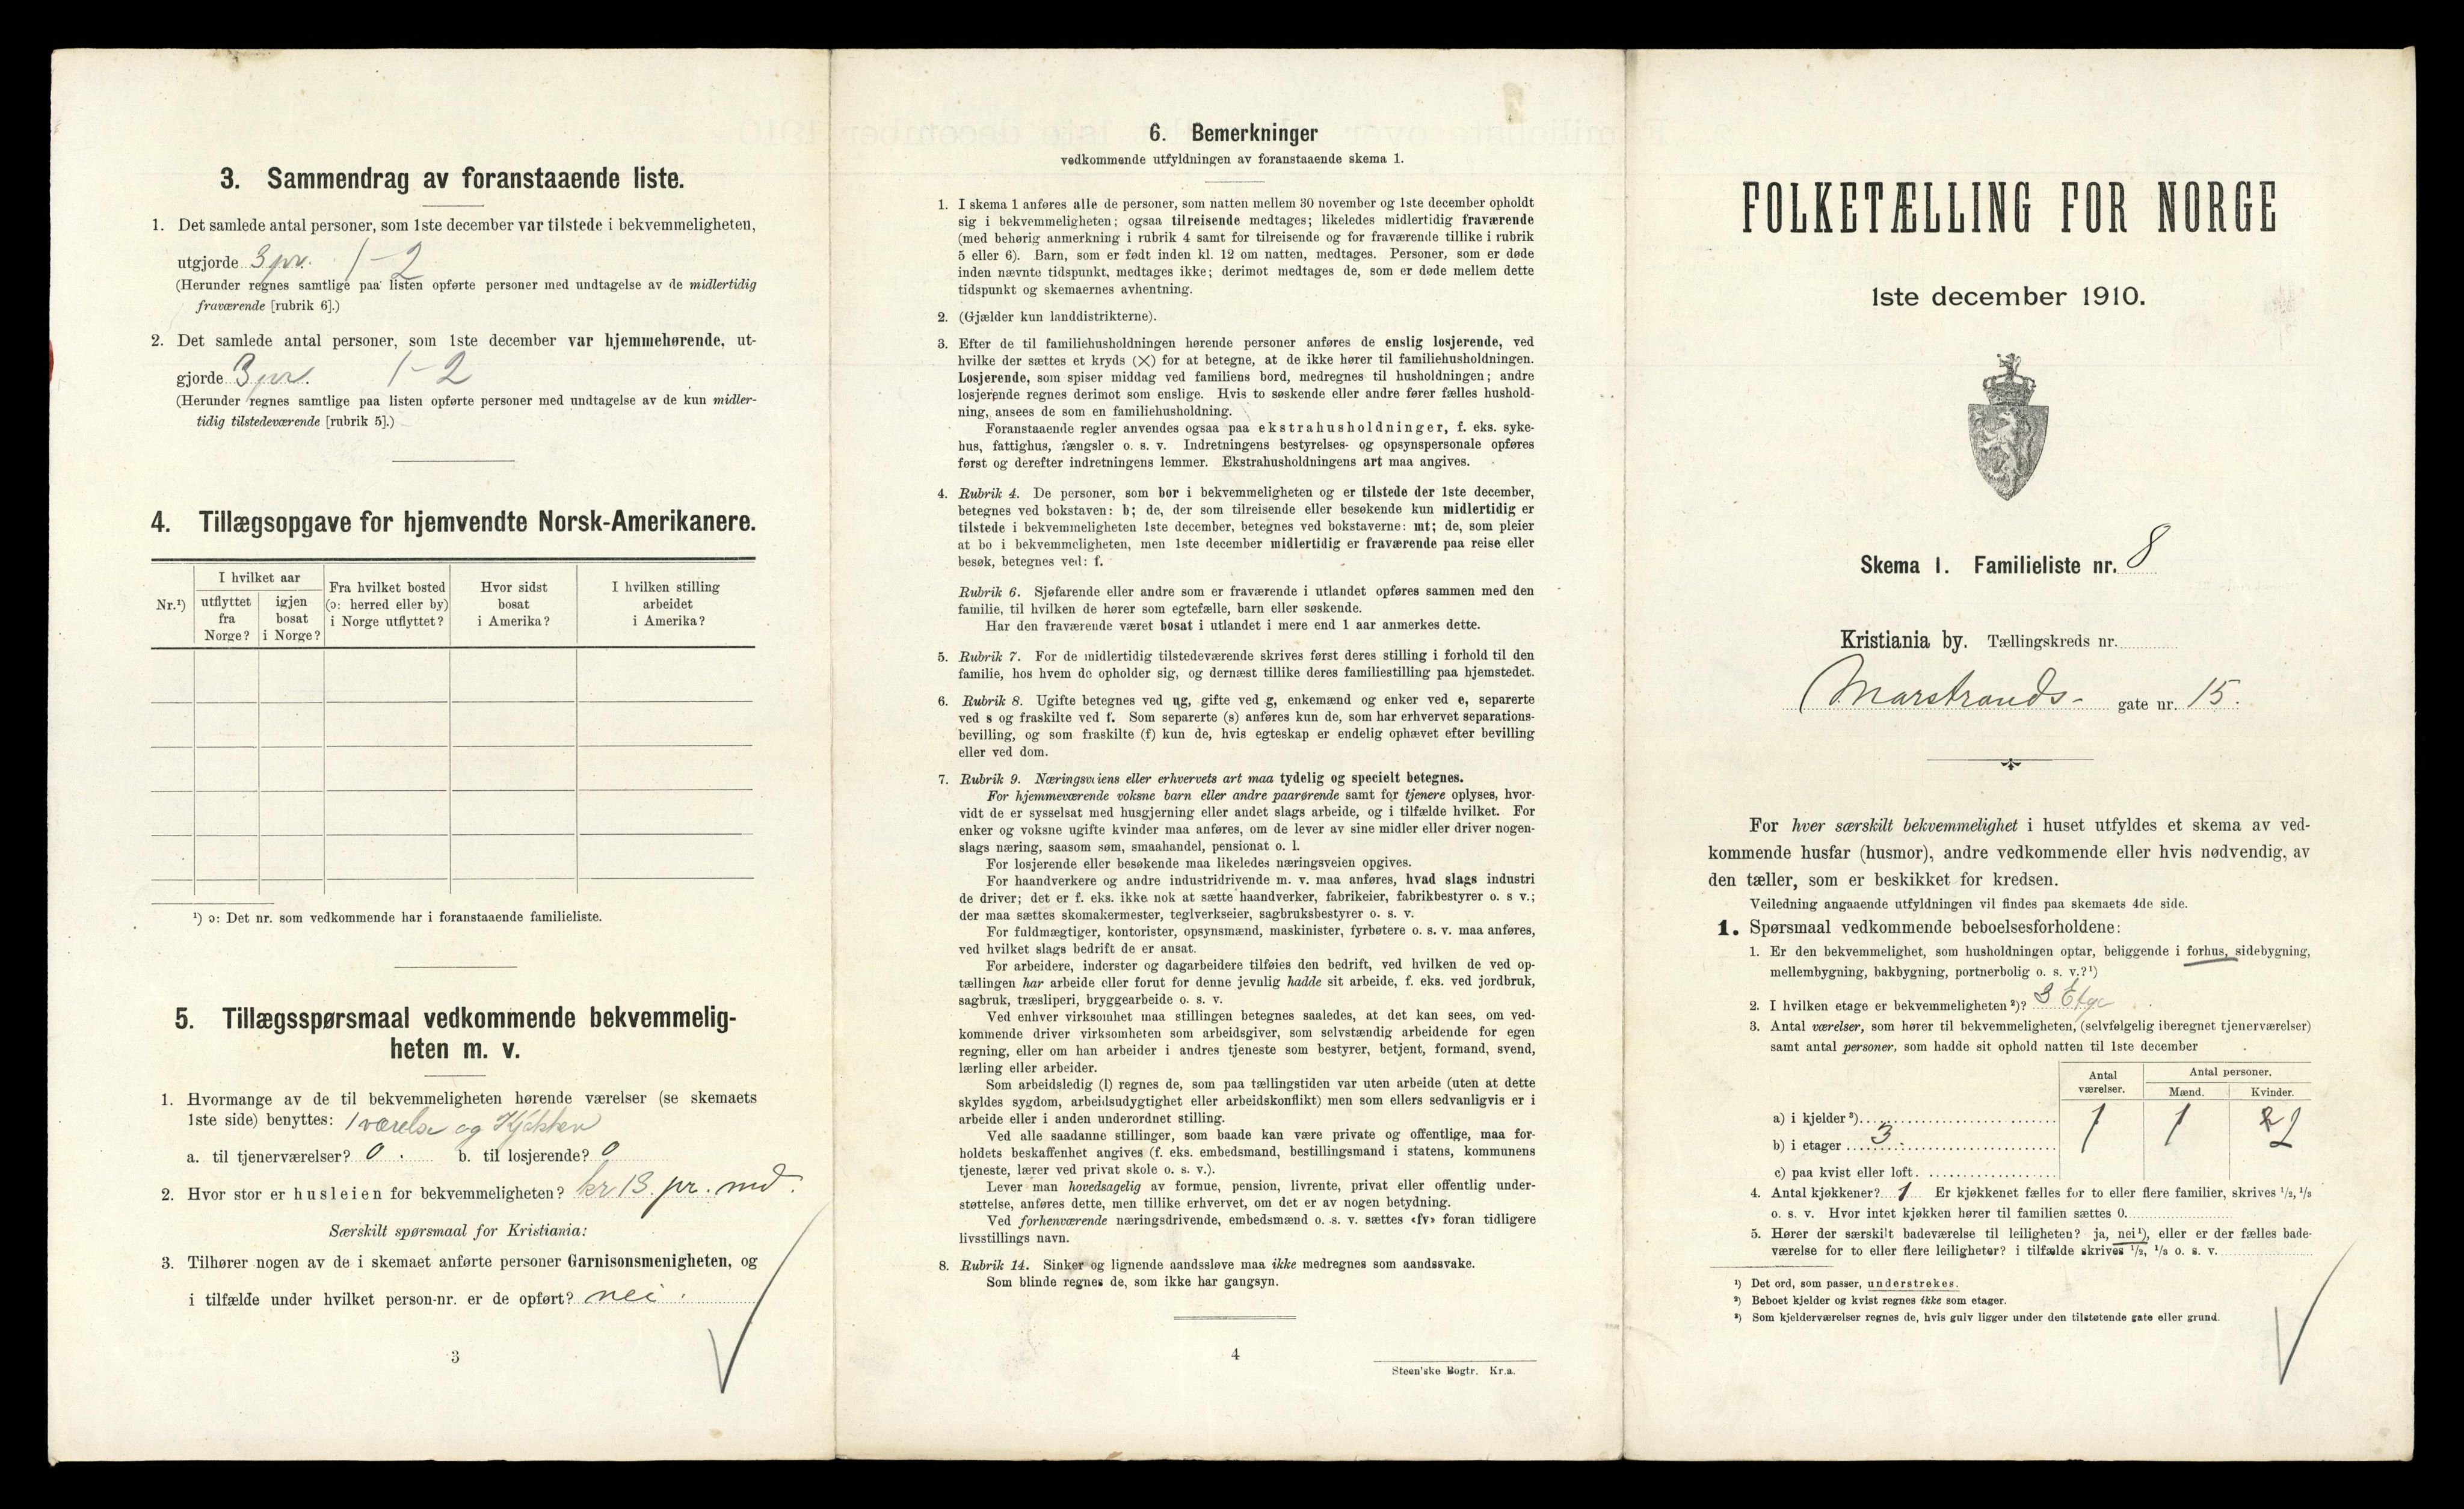 3. Sammendrag av foranstaaende liste.
1. Det samlede antal personer, som 1ste december var tilstede i bekvemmeligheten,
utgjorde 3 pr. 1-2
(Herunder regnes samtlige paa listen opførte personer med undtagelse av de midlertidig
fraværende [rubrik 6].)
2. Det samlede antal personer, som 1ste december var hjemmehørende, ut-
gjorde 3 pr. 1-2
(Herunder regnes samtlige paa listen opførte personer med undtagelse av de kun midler-
tidig tilstedeværende [rubrik 5].)
4. Tillægsopgave for hjemvendte Norsk-Amerikanere.
Nr.¹)
I hvilket aar
utflyttet
fra
Norge?
igjen
bosat
i Norge?
Fra hvilket bosted
(ɔ: herred eller by)
i Norge utflyttet?
Hvor sidst
bosat
i Amerika?
I hvilken stilling
arbeidet
i Amerika?
¹) ɔ: Det nr. som vedkommende har i foranstaaende familieliste.
5. Tillægsspørsmaal vedkommende bekvemmelig-
heten m. v.
1. Hvormange av de til bekvemmeligheten hørende værelser (se skemaets
1ste side) benyttes: 1 værelse og Kjøkken
a. til tjenerværelser? 0. b. til losjerende? 0
2. Hvor stor er husleien for bekvemmeligheten? kr 13. pr. md.
Særskilt spørsmaal for Kristiania:
3. Tilhører nogen av de i skemaet anførte personer Garnisonsmenigheten, og
i tilfælde under hvilket person-nr. er de opført? nei.
3
6. Bemerkninger
vedkommende utfyldningen av foranstaaende skema 1.
1. I skema 1 anføres alle de personer, som natten mellem 30 november og 1ste december opholdt
sig i bekvemmeligheten; ogsaa tilreisende medtages; likeledes midlertidig fraværende
(med behørig anmerkning i rubrik 4 samt for tilreisende og for fraværende tillike i rubrik
5 eller 6). Barn, som er født inden kl. 12 om natten, medtages. Personer, som er døde
inden nævnte tidspunkt, medtages ikke; derimot medtages de, som er døde mellem dette
tidspunkt og skemaernes avhentning.
2. (Gjælder kun landdistrikterne).
3. Efter de til familiehusholdningen hørende personer anføres de enslig losjerende, ved
hvilke der sættes et kryds (×) for at betegne, at de ikke hører til familiehusholdningen.
Losjerende, som spiser middag ved familiens bord, medregnes til husholdningen; andre
losjerende regnes derimot som enslige. Hvis to søskende eller andre fører fælles hushold-
ning, ansees de som en familiehusholdning.
Foranstaaende regler anvendes ogsaa paa ekstrahusholdninger, f. eks. syke-
hus, fattighus, fængsler o. s. v. Indretningens bestyrelses- og opsynspersonale opføres
først og derefter indretningens lemmer. Ekstrahusholdningens art maa angives.
4. Rubrik 4. De personer, som bor i bekvemmeligheten og er tilstede der 1ste december,
betegnes ved bokstaven: b; de, der som tilreisende eller besøkende kun midlertidig er
tilstede i bekvemmeligheten 1ste december, betegnes ved bokstaverne: mt; de, som pleier
at bo i bekvemmeligheten, men 1ste december midlertidig er fraværende paa reise eller
besøk, betegnes ved: f.
Rubrik 6. Sjøfarende eller andre som er fraværende i utlandet opføres sammen med den
familie, til hvilken de hører som egtefælle, barn eller søskende.
Har den fraværende været bosat i utlandet i mere end 1 aar anmerkes dette.
5. Rubrik 7. For de midlertidig tilstedeværende skrives først deres stilling i forhold til den
familie, hos hvem de opholder sig, og dernæst tillike deres familiestilling paa hjemstedet.
6. Rubrik 8. Ugifte betegnes ved ug, gifte ved g, enkemænd og enker ved e, separerte
ved s og fraskilte ved f. Som separerte (s) anføres kun de, som har erhvervet separations-
bevilling, og som fraskilte (f) kun de, hvis egteskap er endelig ophævet efter bevilling
eller ved dom.
7. Rubrik 9. Næringsveiens eller erhvervets art maa tydelig og specielt betegnes.
For hjemmeværende voksne barn eller andre paarørende samt for tjenere oplyses, hvor-
vidt de er sysselsat med husgjerning eller andet slags arbeide, og i tilfælde hvilket. For
enker og voksne ugifte kvinder maa anføres, om de lever av sine midler eller driver nogen-
slags næring, saasom søm, smaahandel, pensionat o. l.
For losjerende eller besøkende maa likeledes næringsveien opgives.
For haandverkere og andre industridrivende m. v. maa anføres, hvad slags industri
de driver; det er f. eks. ikke nok at sætte haandverker, fabrikeier, fabrikbestyrer o. s v.;
der maa sættes skomakermester, teglverkseier, sagbruksbestyrer o. s. v.
For fuldmægtiger, kontorister, opsynsmænd, maskinister, fyrbøtere o. s. v. maa anføres,
ved hvilket slags bedrift de er ansat.
For arbeidere, inderster og dagarbeidere tilføies den bedrift, ved hvilken de ved op-
tællingen har arbeide eller forut for denne jevnlig hadde sit arbeide, f. eks. ved jordbruk,
sagbruk, træsliperi, bryggearbeide o. s. v.
Ved enhver virksomhet maa stillingen betegnes saaledes, at det kan sees, om ved-
kommende driver virksomheten som arbeidsgiver, som selvstændig arbeidende for egen
regning, eller om han arbeider i andres tjeneste som bestyrer, betjent, formand, svend,
lærling eller arbeider.
Som arbeidsledig (l) regnes de, som paa tællingstiden var uten arbeide (uten at dette
skyldes sygdom, arbeidsudygtighet eller arbeidskonflikt) men som ellers sedvanligvis er i
arbeide eller i anden underordnet stilling.
Ved alle saadanne stillinger, som baade kan være private og offentlige, maa for-
holdets beskaffenhet angives (f. eks. embedsmand, bestillingsmand i statens, kommunens
tjeneste, lærer ved privat skole o. s. v.).
Lever man hovedsagelig av formue, pension, livrente, privat eller offentlig under-
støttelse, anføres dette, men tillike erhvervet, om det er av nogen betydning.
Ved forhenværende næringsdrivende, embedsmænd o. s. v. sættes «fv» foran tidligere
livsstillings navn.
8. Rubrik 14. Sinker og lignende aandssløve maa ikke medregnes som aandssvake.
Som blinde regnes de, som ikke har gangsyn.
4
Steen'ske Bogtr. Kr.a.
FOLKETÆLLING FOR NORGE
1ste december 1910.
Skema 1. Familieliste nr. 8
Kristiania by. Tællingskreds nr.
Marstrands- gate nr. 15.
For hver særskilt bekvemmelighet i huset utfyldes et skema av ved-
kommende husfar (husmor), andre vedkommende eller hvis nødvendig, av
den tæller, som er beskikket for kredsen.
Veiledning angaaende utfyldningen vil findes paa skemaets 4de side.
1. Spørsmaal vedkommende beboelsesforholdene:
1. Er den bekvemmelighet, som husholdningen optar, beliggende i forhus, sidebygning,
mellembygning, bakbygning, portnerbolig o. s. v.?¹)
2. I hvilken etage er bekvemmeligheten²)? 3 Etge
3. Antal værelser, som hører til bekvemmeligheten, (selvfølgelig iberegnet tjenerværelser)
samt antal personer, som hadde sit ophold natten til 1ste december
Antal
værelser.
Antal personer.
Mænd. Kvinder.
a) i kjelder³)
b) i etager 3. 1 1 2
c) paa kvist eller loft.
4. Antal kjøkkener? 1 Er kjøkkenet fælles for to eller flere familier, skrives ½, ⅓
o. s. v. Hvor intet kjøkken hører til familien sættes 0.
5. Hører der særskilt badeværelse til leiligheten? ja, nei¹), eller er der fælles bade-
værelse for to eller flere leiligheter? i tilfælde skrives ½, ⅓ o. s. v.
¹) Det ord, som passer, understrekes.
²) Beboet kjelder og kvist regnes ikke som etager.
³) Som kjelderværelser regnes de, hvis gulv ligger under den tilstøtende gate eller grund.